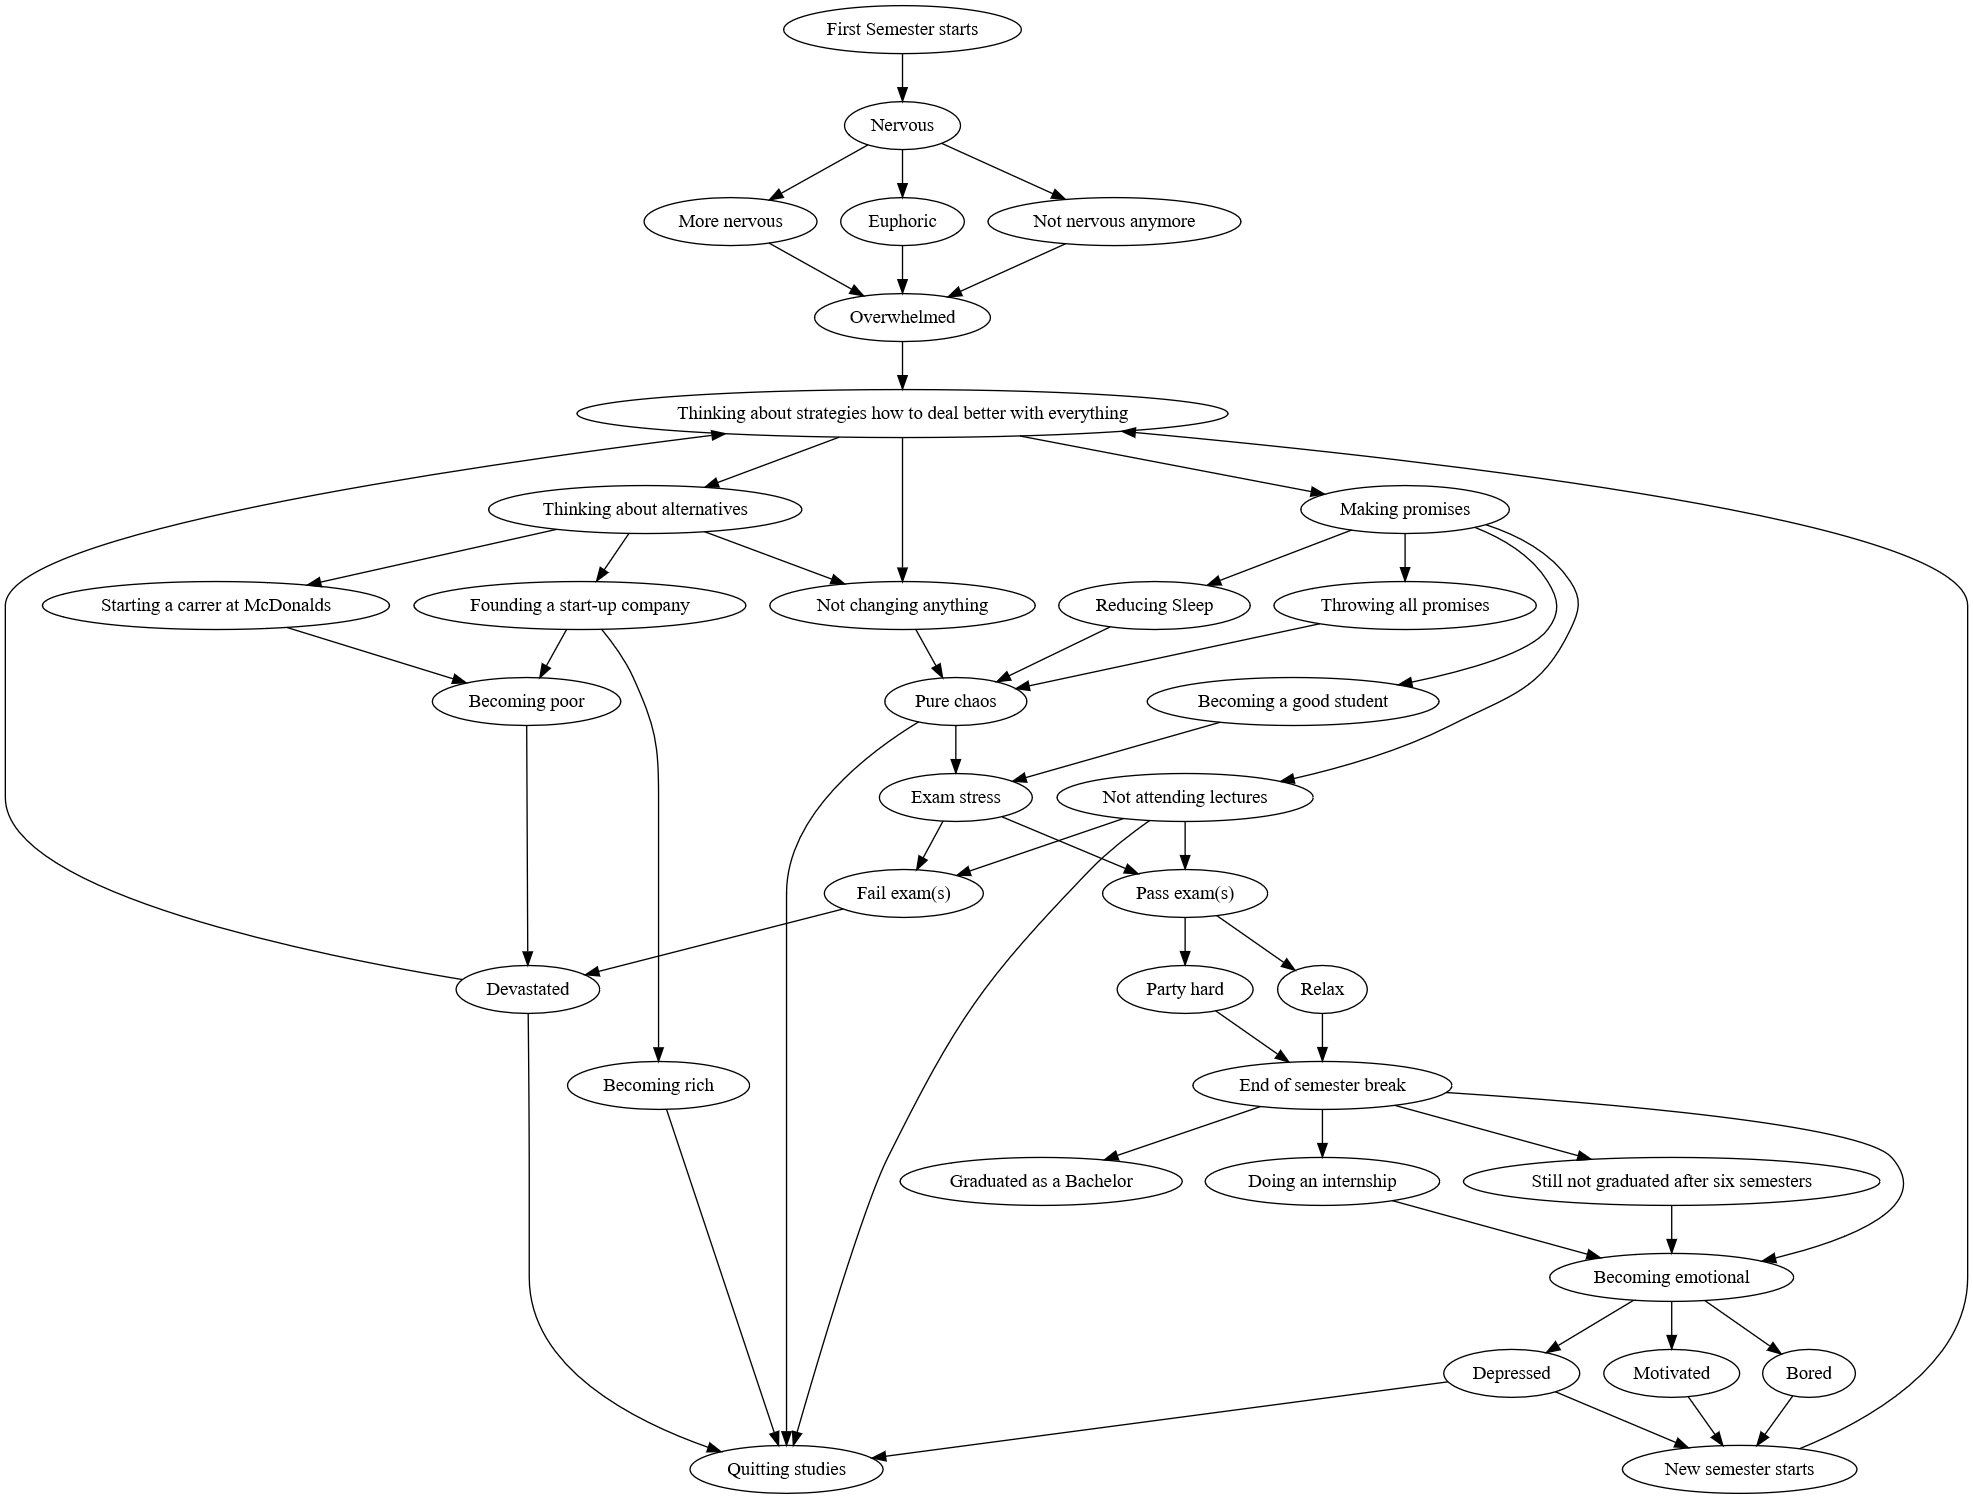 First Semester starts
Nervous
More nervous
Euphoric
Not nervous anymore
Overwhelmed
Thinking about strategies how to deal better with everything
Thinking about alternatives
Making promises
Starting a carrer at McDonalds
Founding a start-up company
Not changing anything
Reducing Sleep
Throwing all promises
Becoming poor
Pure chaos
Becoming a good student
Exam stress
Not attending lectures
Fail exam(s)
Pass exam(s)
Devastated
Party hard
Relax
Becoming rich
End of semester break
Graduated as a Bachelor
Doing an internship
Still not graduated after six semesters
Becoming emotional
Depressed
Motivated
Bored
Quitting studies
New semester starts